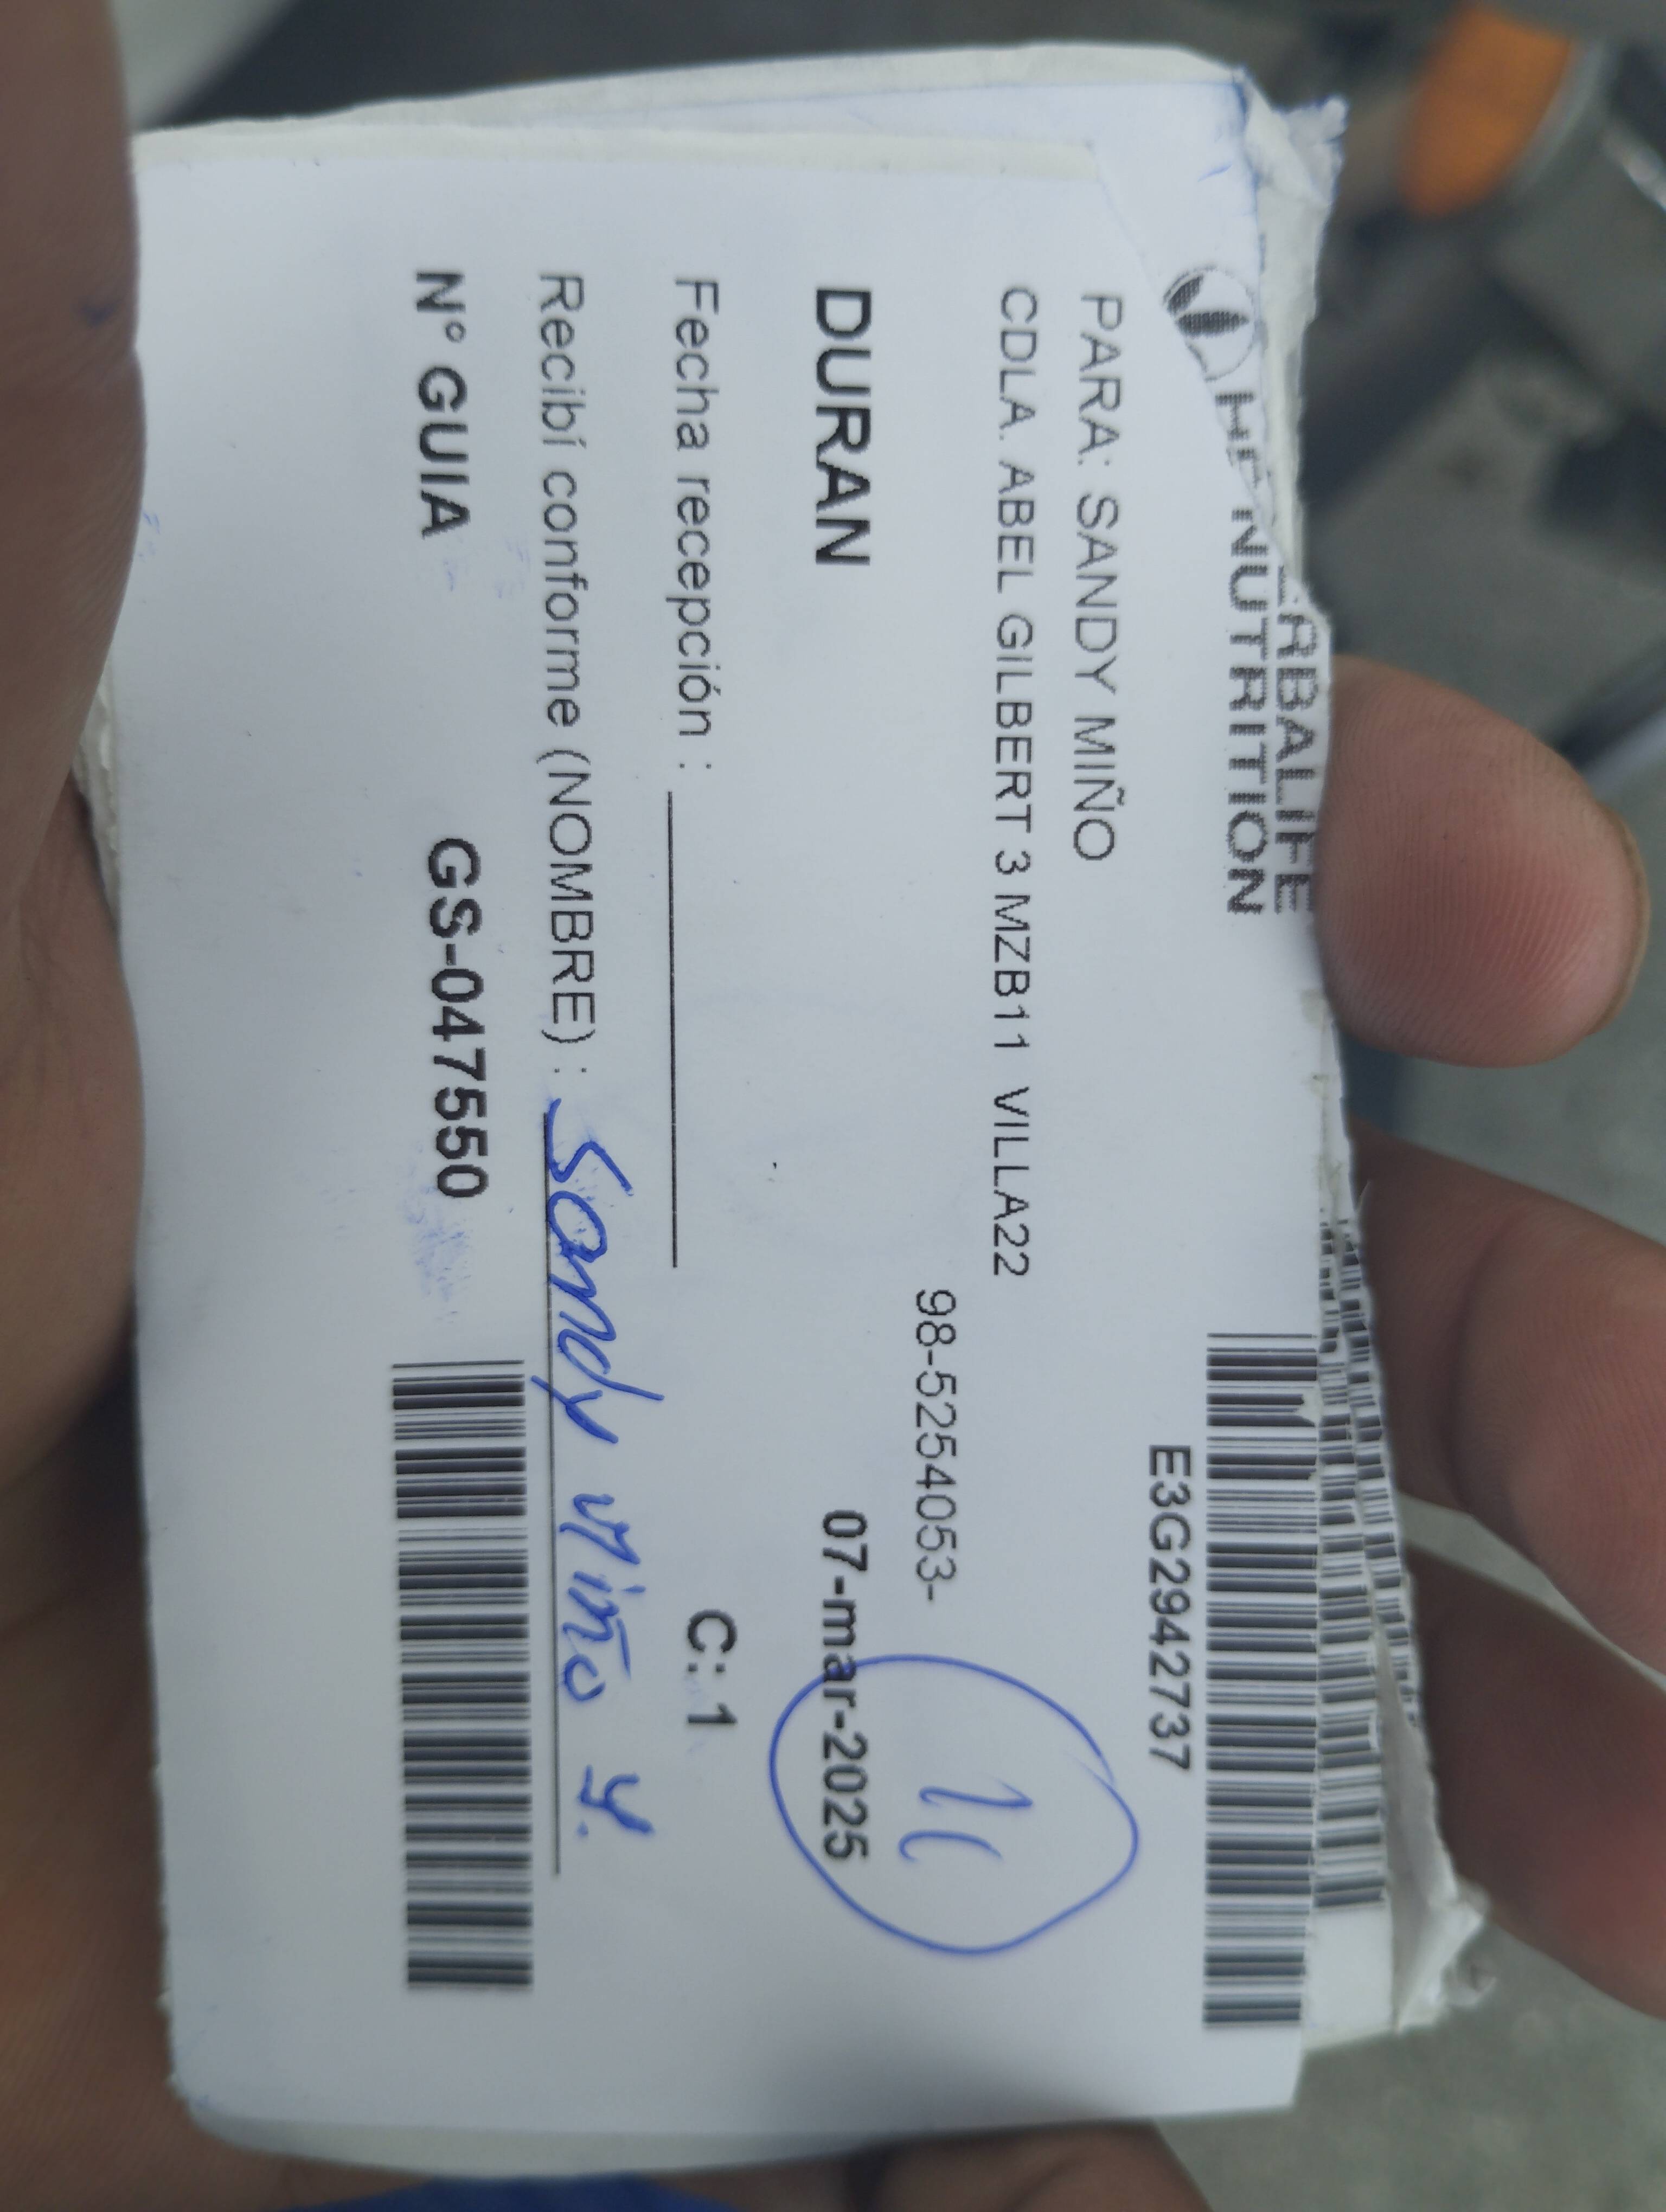 HERBALIFE
NUTRITION
E3G2942737
PARA: SANDY MIÑO
CDLA. ABEL GILBERT 3 MZB11 VILLA22
98-5254053-
DURAN
07-mar-2025
Fecha recepción :
C: 1
Recibí conforme (NOMBRE) : Sandy Miño Y.
N° GUIA GS-047550